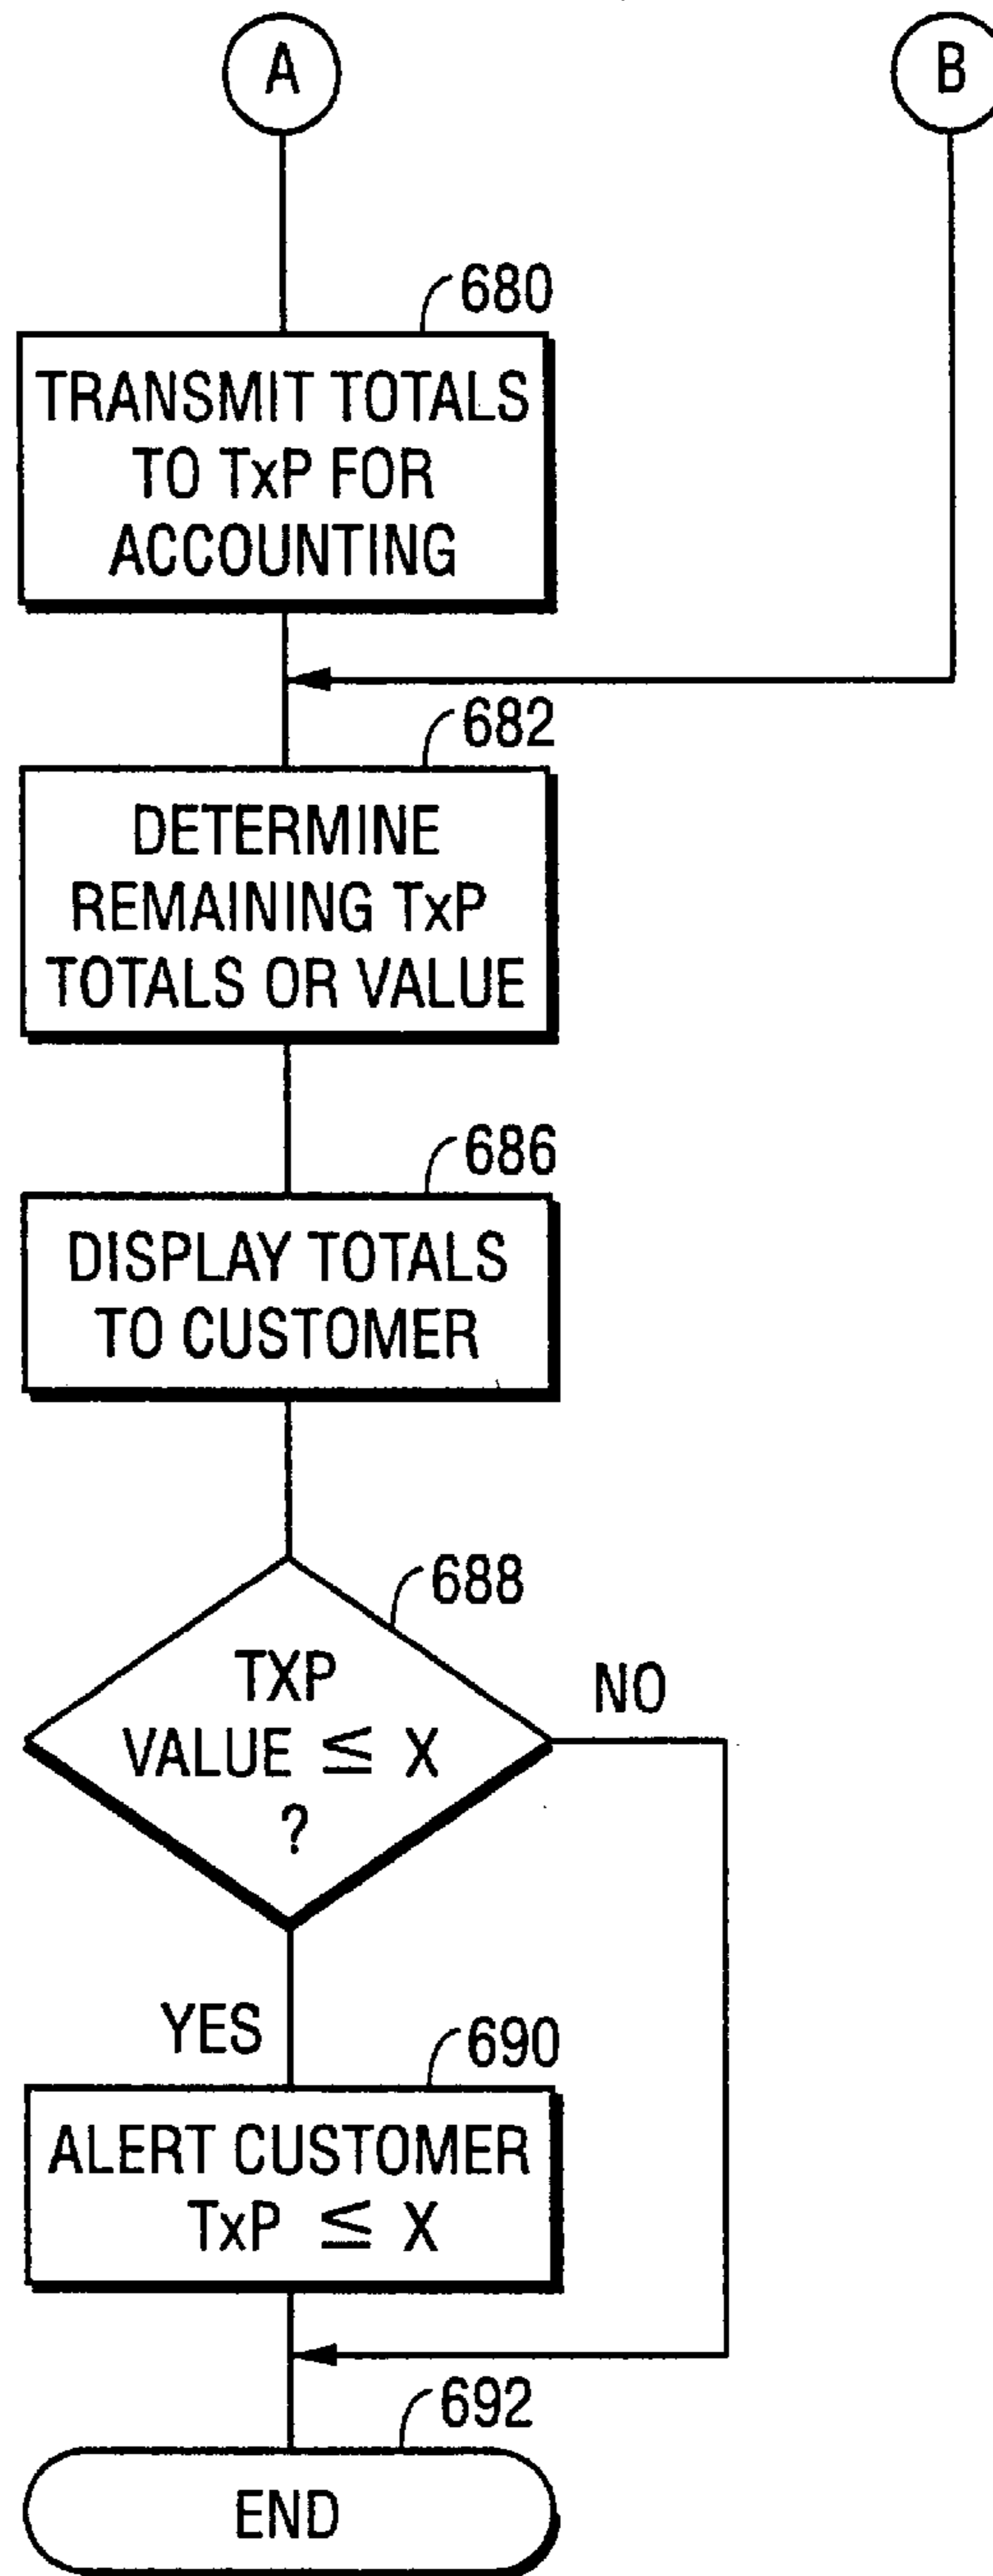 A
B
680
TRANSMIT TOTALS
TO TxP FOR
ACCOUNTING
682
DETERMINE
REMAINING TxP
TOTALS OR VALUE
686
DISPLAY TOTALS
TO CUSTOMER
688
TXP
VALUE ≤ X
?
NO
YES
690
ALERT CUSTOMER
TxP ≤ X
692
END